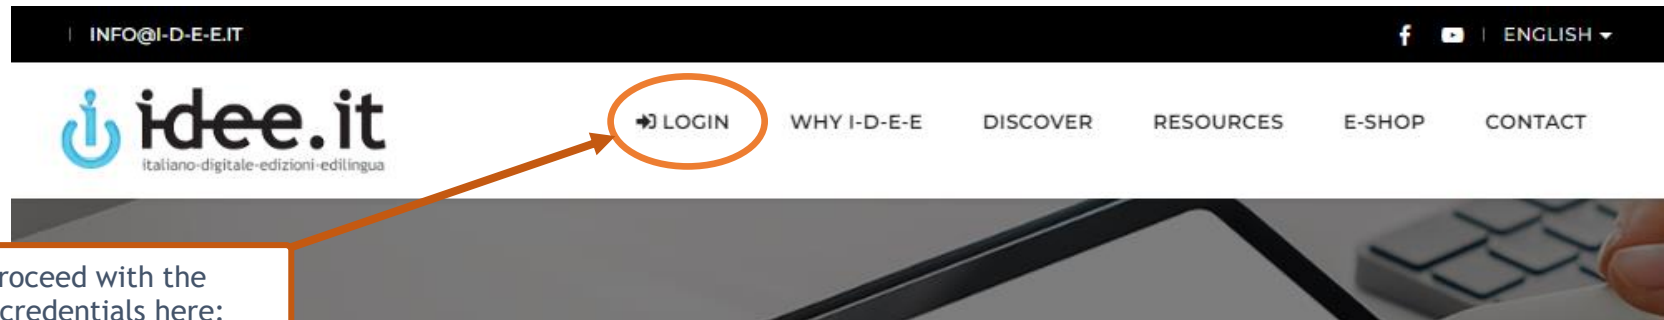 INFO@I-D-E-E.IT
ENGLISH
idee.it
italiano-digitale-edizioni-edilingua
LOGIN
WHY I-D-E-E
DISCOVER
RESOURCES
E-SHOP
CONTACT
roceed with the
credentials here: